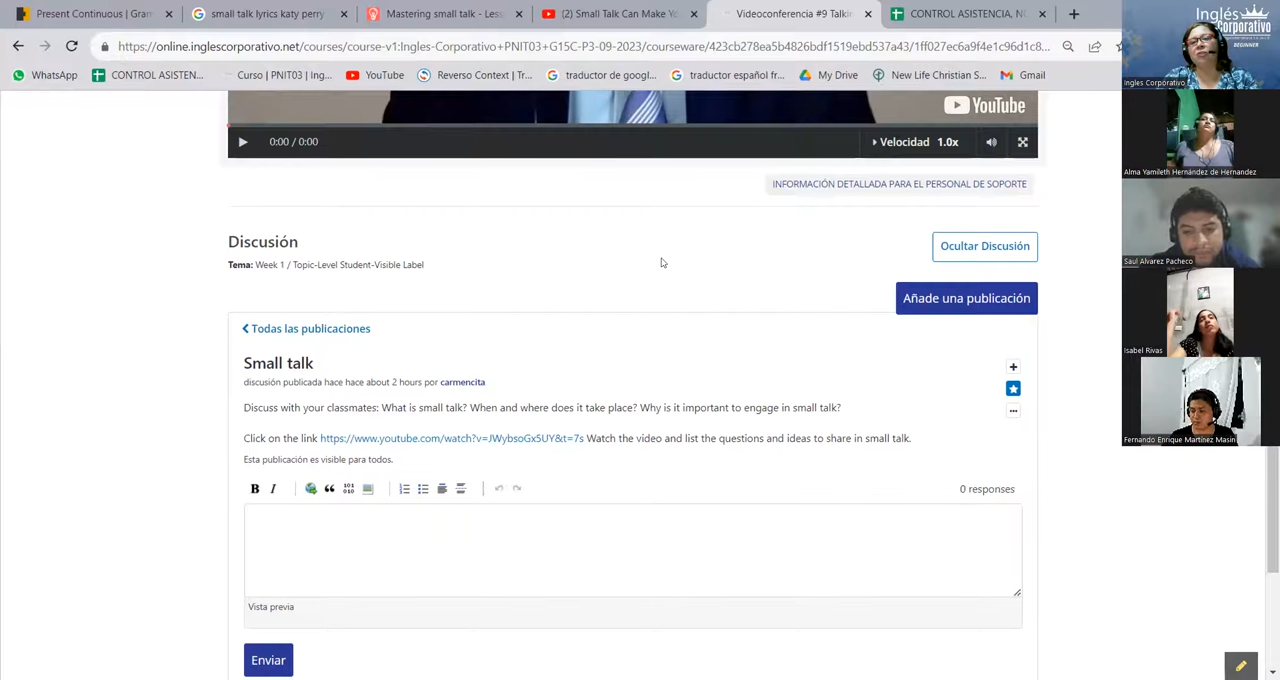 Present Continuous | Gram
small talk lyrics katy perry
Mastering small talk - Less
(2) Small Talk Can Make Yo
Videoconferencia #9 Talkin
CONTROL ASISTENCIA, NO
https://online.inglescorporativo.net/courses/course-v1:Ingles-Corporativo+PNIT03+G15C-P3-09-2023/courseware/423cb278ea5b4826bdf1519ebd537a43/1ff027ec6a9f4e1c96d1c8...
WhatsApp
CONTROL ASISTEN...
Curso | PNIT03 | Ing...
YouTube
Reverso Context | Tr...
traductor de googl...
traductor español fr...
My Drive
New Life Christian S...
Gmail
Inglés
Corporativo
BEGINNER
Ingles Corporativo
Alma Yamileth Hernández de Hernandez
Saul Alvarez Pacheco
Isabel Rivas
Fernando Enrique Martínez Masin
YouTube
0:00 / 0:00
Velocidad 1.0x
INFORMACIÓN DETALLADA PARA EL PERSONAL DE SOPORTE
Discusión
Ocultar Discusión
Tema: Week 1 / Topic-Level Student-Visible Label
Añade una publicación
Todas las publicaciones
Small talk
discusión publicada hace hace about 2 hours por carmencita
Discuss with your classmates: What is small talk? When and where does it take place? Why is it important to engage in small talk?
Click on the link https://www.youtube.com/watch?v=JWybsoGx5UY&t=7s Watch the video and list the questions and ideas to share in small talk.
Esta publicación es visible para todos.
B I
101
010
0 responses
Vista previa
Enviar